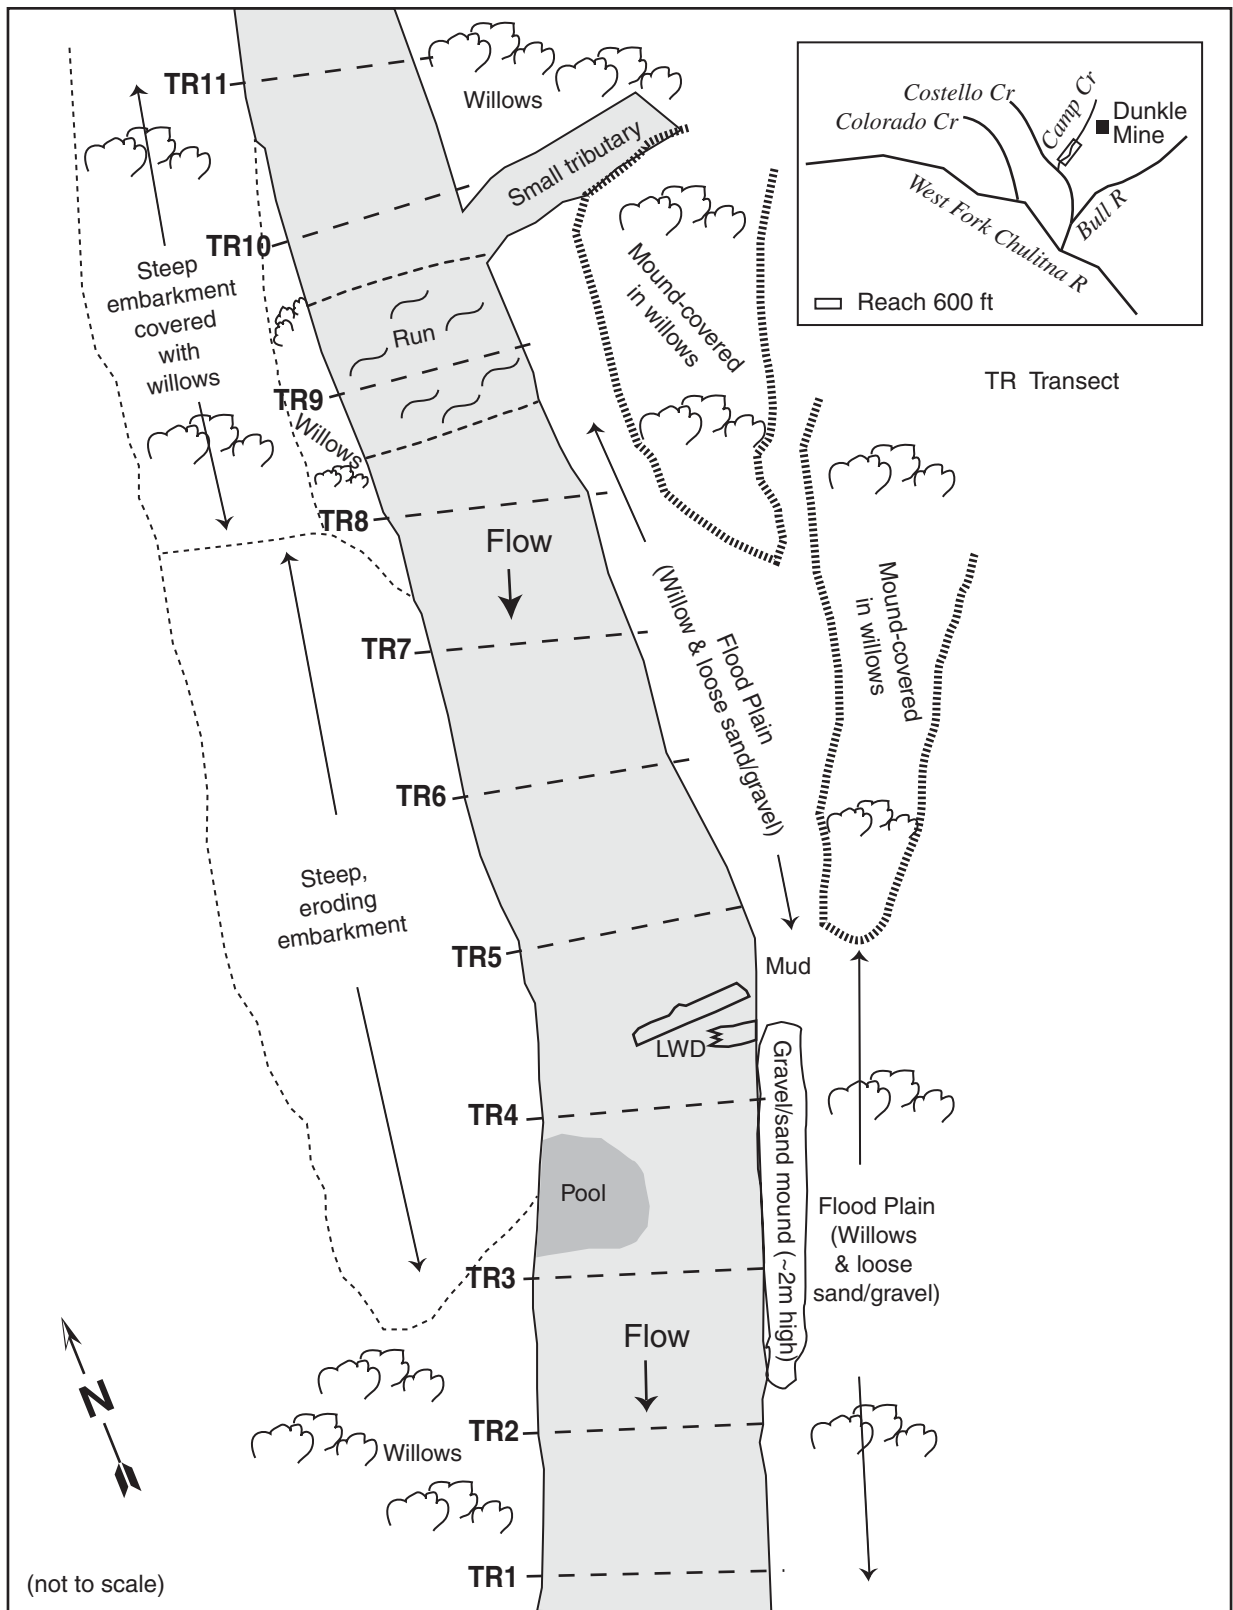 TR11
Willows
Small tributary
Costello Cr
Colorado Cr
Camp Cr
Dunkle
Mine
West Fork Chulitna R
Bull R
Reach 600 ft
TR Transect
TR10
Steep
embarkment
covered
with
willows
Mound-covered
in willows
Run
TR9
Willows
TR8
Flow
TR7
Flood Plain
(Willow & loose sand/gravel)
Mound-covered
in willows
TR6
Steep,
eroding
embarkment
TR5
Mud
LWD
TR4
Gravel/sand mound (~2m high)
Pool
Flood Plain
(Willows
& loose
sand/gravel)
TR3
Flow
N
TR2
Willows
TR1
(not to scale)